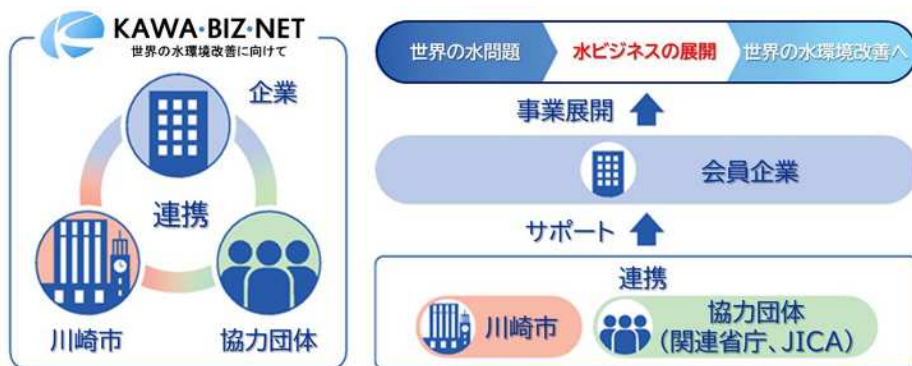 KAWA・BIZ・NET
世界の水環境改善に向けて
企業
連携
川崎市
協力団体
世界の水問題
水ビジネスの展開
世界の水環境改善へ
事業展開
会員企業
サポート
連携
川崎市
協力団体
(関連省庁、JICA)